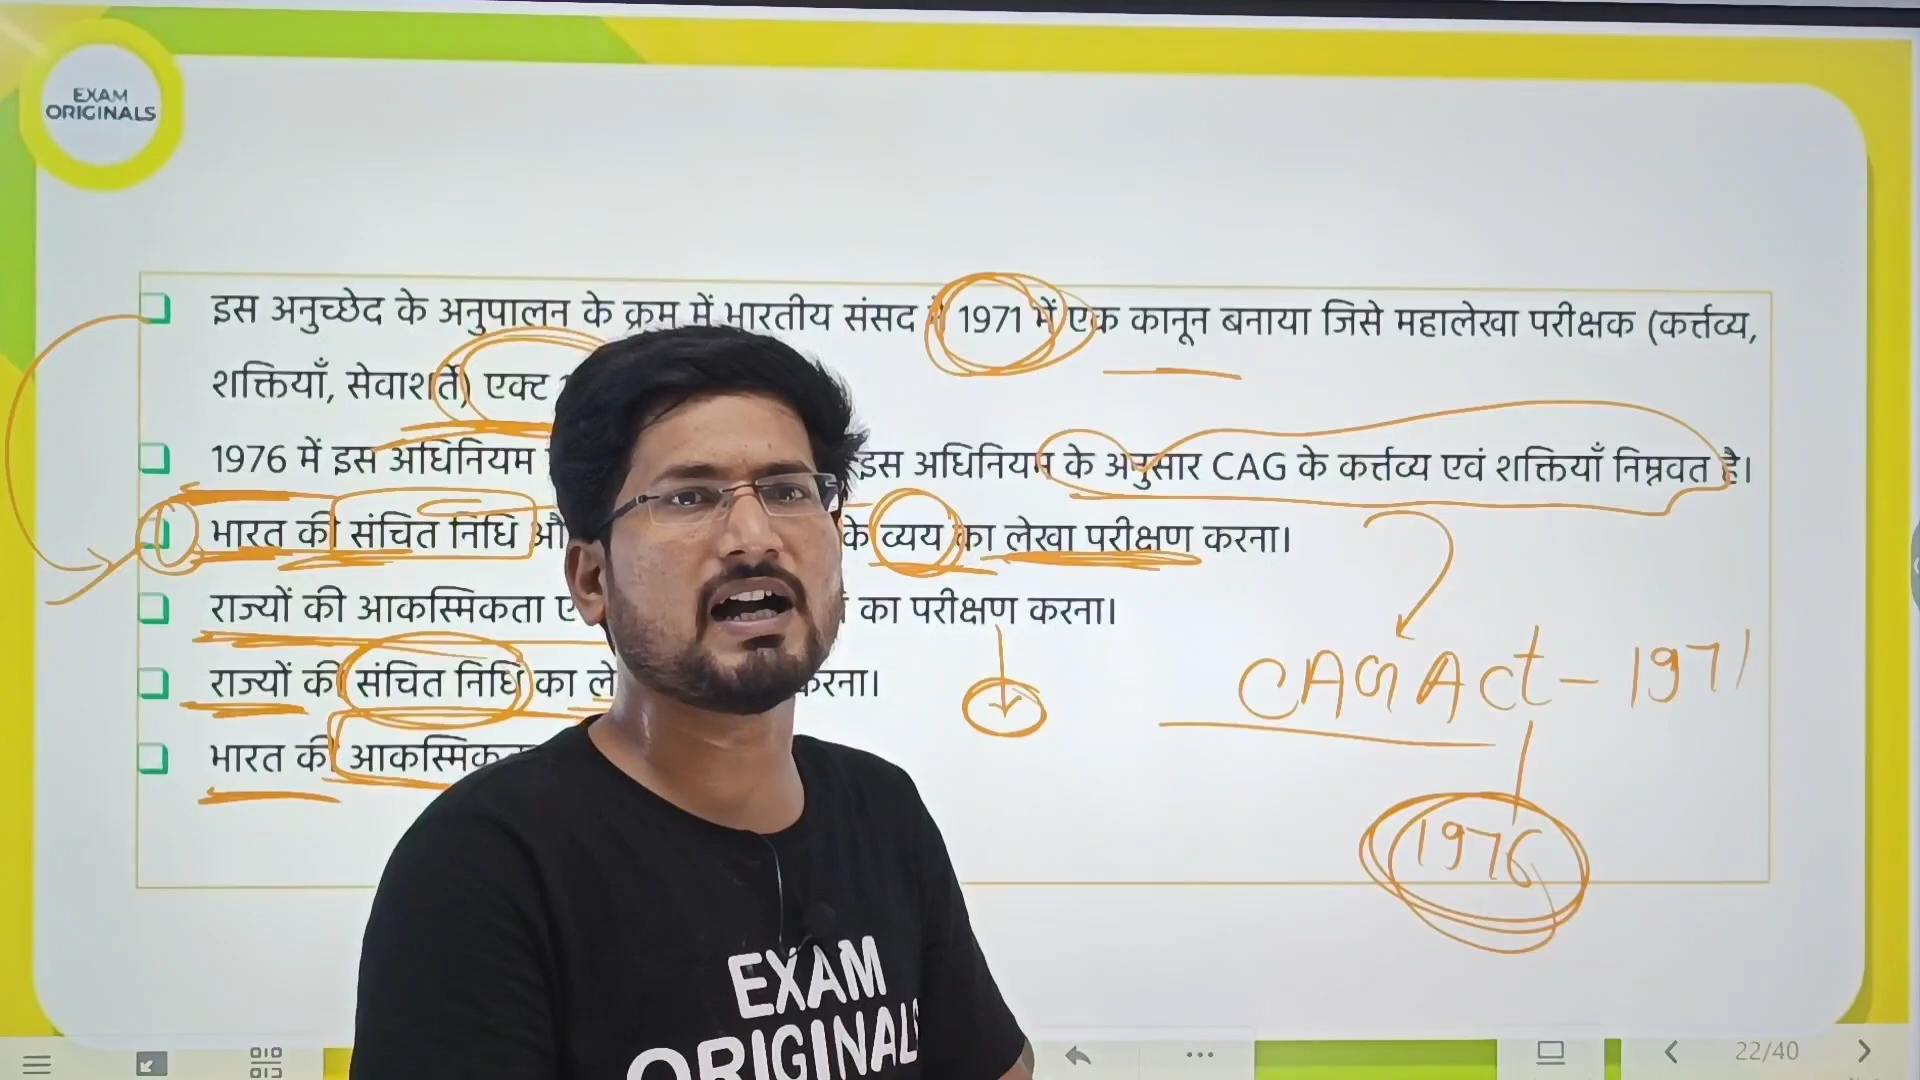 EXAM
ORIGINALS
इस अनुच्छेद के अनुपालन के क्रम में भारतीय संसद ने 1971 में एक कानून बनाया जिसे महालेखा परीक्षक (कर्त्तव्य,
शक्तियाँ, सेवाशर्ते) एक्ट
1976 में इस अधिनियम इस अधिनियम के अनुसार CAG के कर्त्तव्य एवं शक्तियाँ निम्नवत है।
भारत की संचित निधि के व्यय का लेखा परीक्षण करना।
राज्यों की आकस्मिकता का परीक्षण करना।
राज्यों की संचित निधि का करना।
भारत की
CAG Act - 1971
1976
EXAM
ORIGINALS
22/40